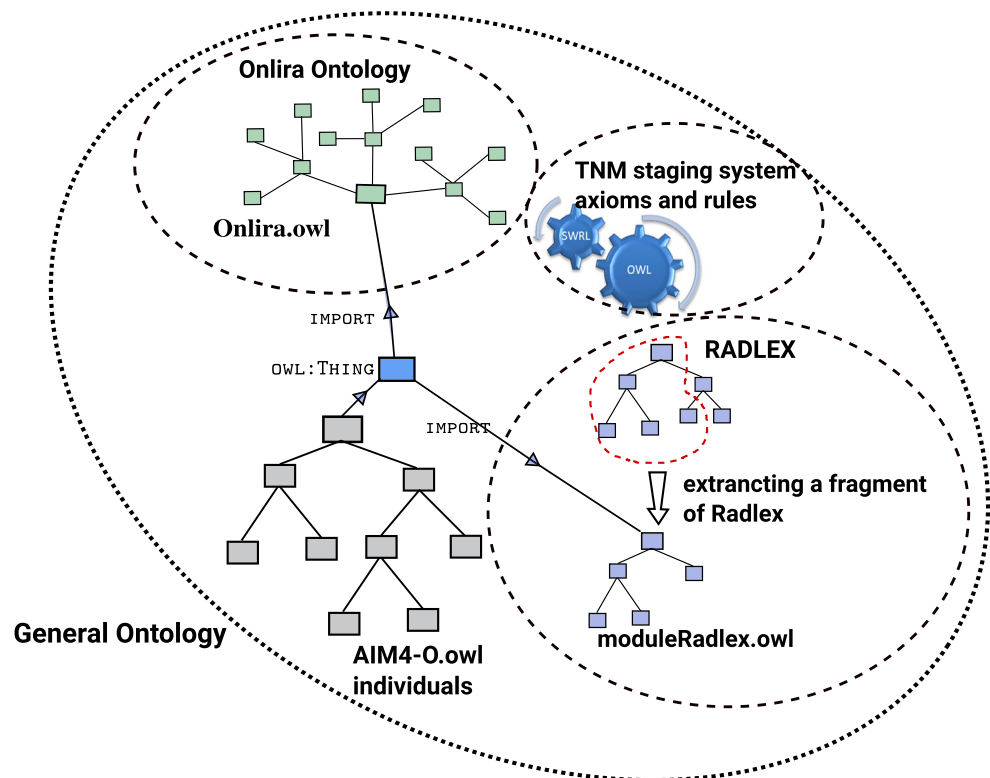 Onlira Ontology
Onlira.owl
TNM staging system
axioms and rules
SWRL
OWL
IMPORT
OWL:THING
RADLEX
IMPORT
extrancting a fragment
of Radlex
moduleRadlex.owl
General Ontology
AIM4-O.owl
individuals